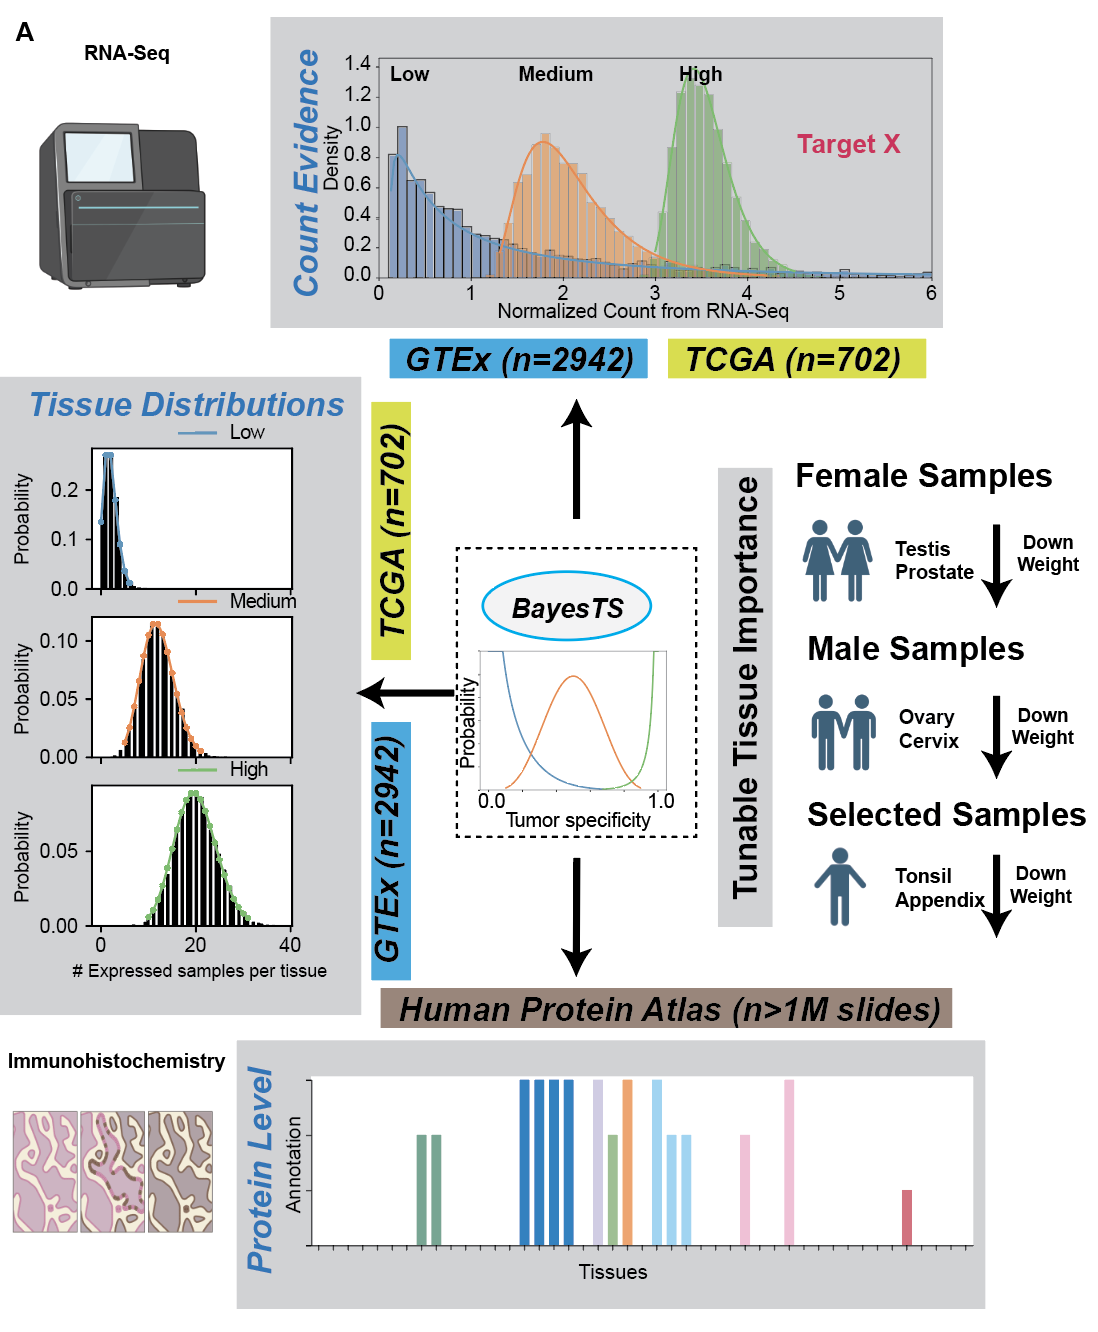 A
RNA-Seq
Count Evidence
Density
1.4
1.2
1.0
0.8
0.6
0.4
0.2
0.0
Low
Medium
High
Target X
0 1 2 3 4 5 6
Normalized Count from RNA-Seq
GTEx (n=2942)
TCGA (n=702)
Tissue Distributions
Low
Probability
0.2
0.1
0.0
Medium
Probability
0.10
0.05
0.00
High
Probability
0.05
0.00
0 20 40
# Expressed samples per tissue
TCGA (n=702)
GTEx (n=2942)
BayesTS
Probability
0.0 1.0
Tumor specificity
Tunable Tissue Importance
Female Samples
Testis
Prostate
Down
Weight
Male Samples
Ovary
Cervix
Down
Weight
Selected Samples
Tonsil
Appendix
Down
Weight
Human Protein Atlas (n>1M slides)
Immunohistochemistry
Protein Level
Annotation
Tissues